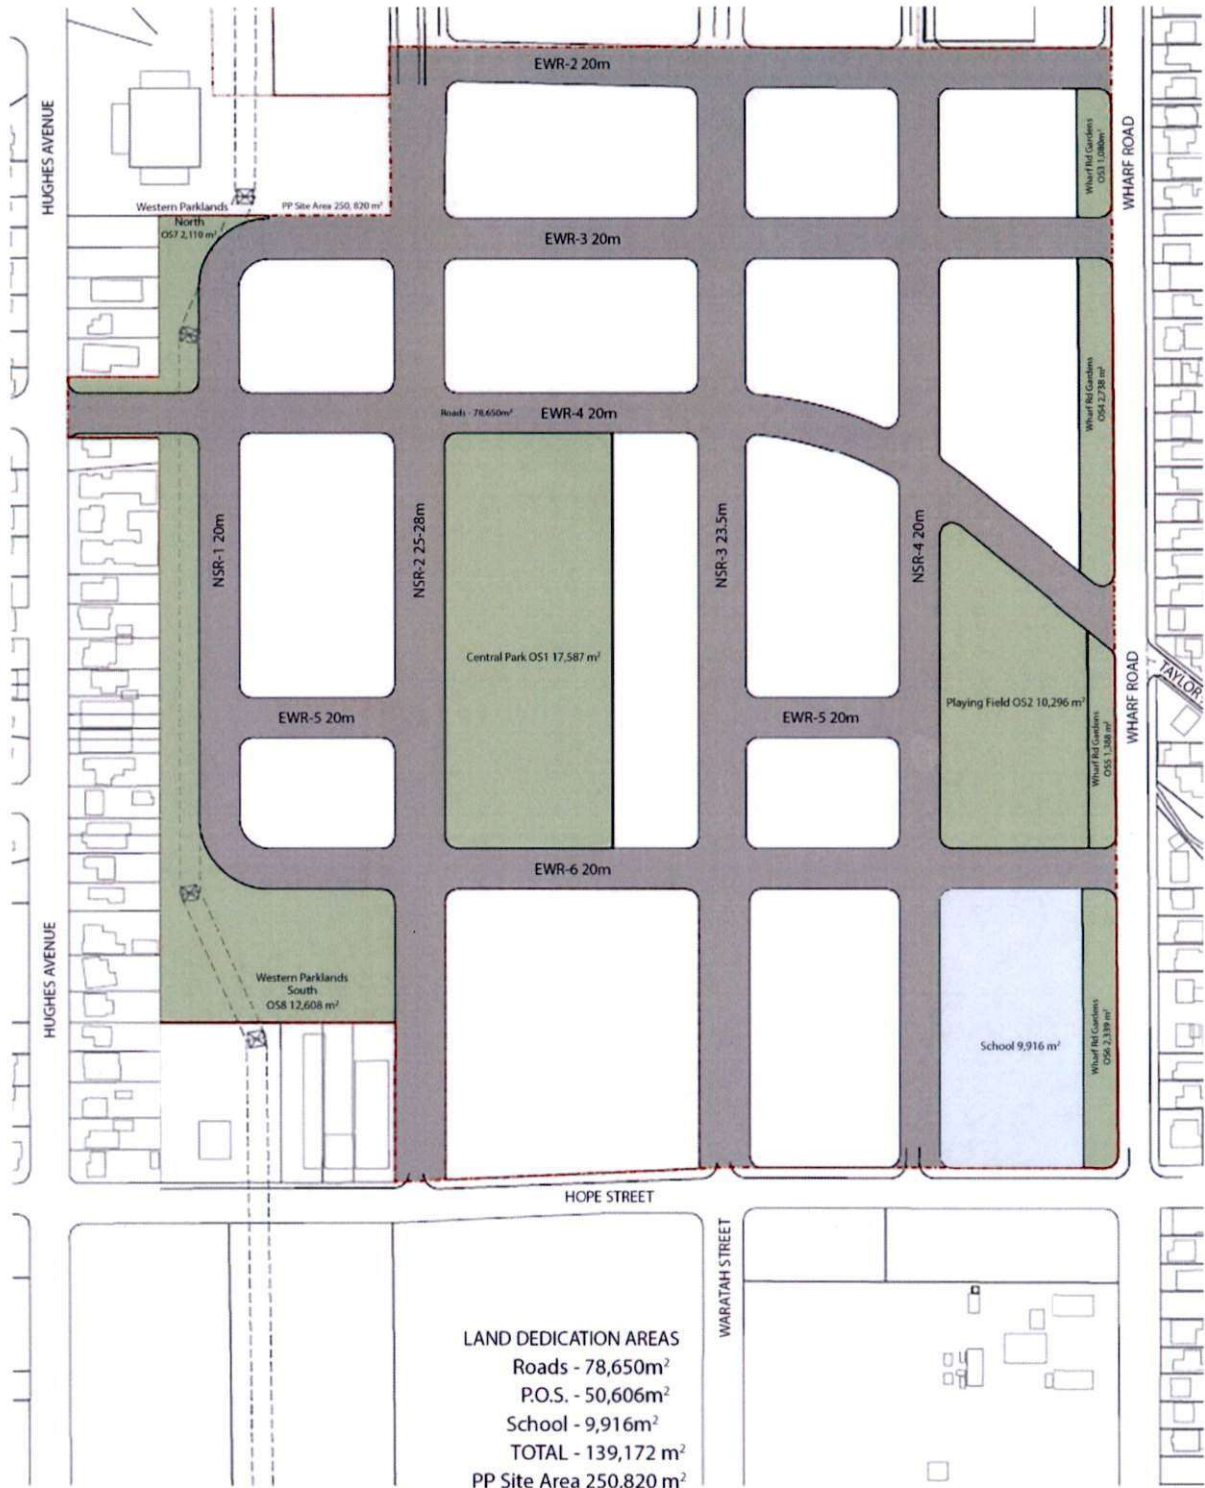 EWR-2 20m
HUGHES AVENUE
WHARF ROAD
Wharf Rd Gardens
OS3 1,080m²
Western Parklands
North
OS7 2,110 m²
PP Site Area 250, 820 m²
EWR-3 20m
Wharf Rd Gardens
OS4 2,738 m²
Roads - 78,650m²
EWR-4 20m
NSR-1 20m
NSR-2 25-28m
NSR-3 23.5m
NSR-4 20m
Central Park OS1 17,587 m²
Playing Field OS2 10,296 m²
Wharf Rd Gardens
OS5 1,388 m²
WHARF ROAD
TAYLOR
EWR-5 20m
EWR-5 20m
EWR-6 20m
HUGHES AVENUE
Western Parklands
South
OS8 12,608 m²
School 9,916 m²
Wharf Rd Gardens
OS6 2,339 m²
HOPE STREET
WARATAH STREET
LAND DEDICATION AREAS
Roads - 78,650m²
P.O.S. - 50,606m²
School - 9,916m²
TOTAL - 139,172 m²
PP Site Area 250,820 m²